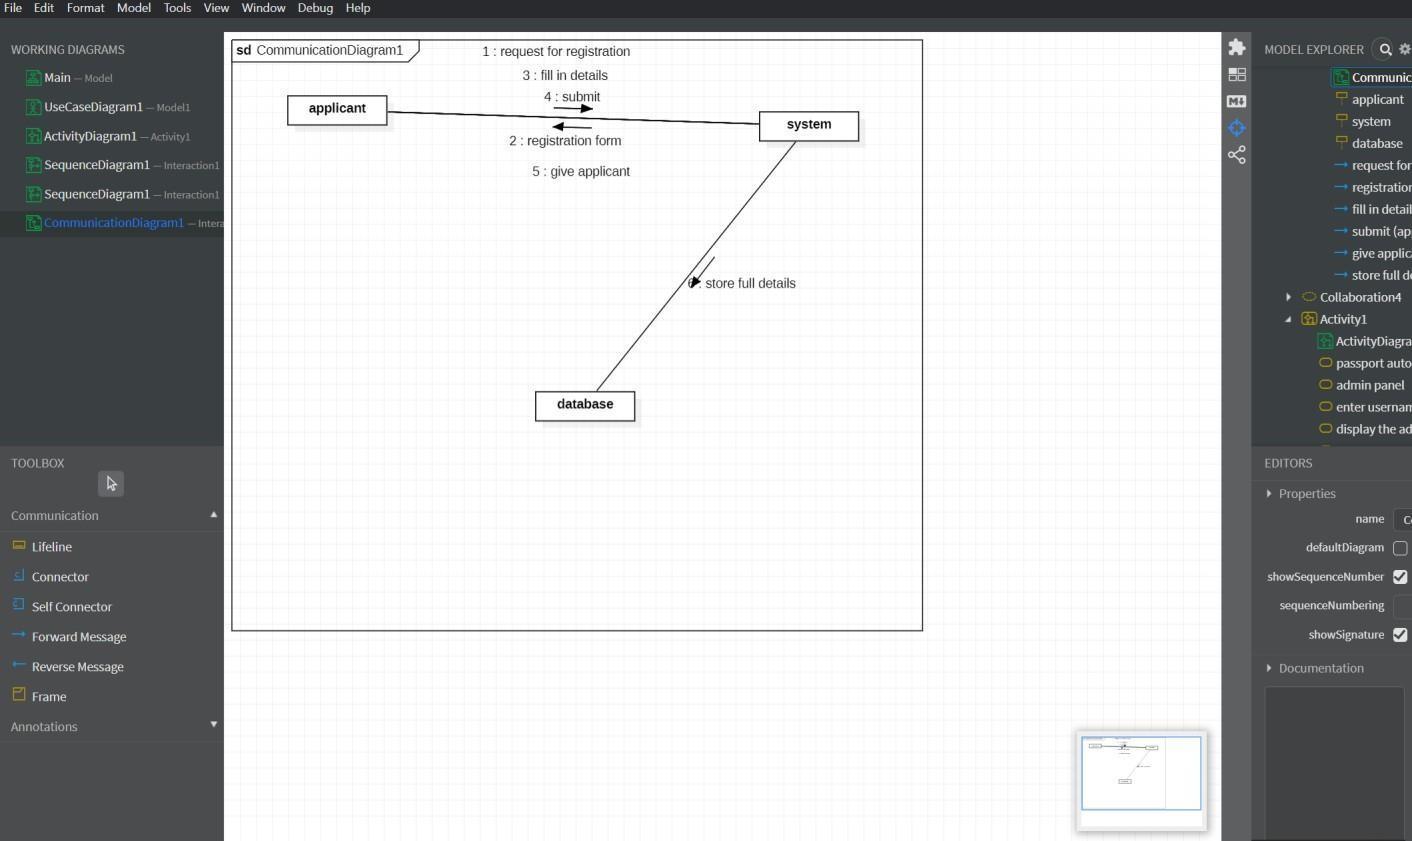 File Edit Format Model Tools View Window Debug Help
WORKING DIAGRAMS
Main — Model
UseCaseDiagram1 — Model1
ActivityDiagram1 — Activity1
SequenceDiagram1 — Interaction1
SequenceDiagram1 — Interaction1
CommunicationDiagram1 — Intera
TOOLBOX
Communication
Lifeline
Connector
Self Connector
Forward Message
Reverse Message
Frame
Annotations
sd CommunicationDiagram1
1 : request for registration
3 : fill in details
4 : submit
applicant
system
2 : registration form
5 : give applicant
6 : store full details
database
MODEL EXPLORER
Communic
applicant
system
database
request for
registration
fill in detail
submit (ap
give applic
store full de
Collaboration4
Activity1
ActivityDiagra
passport auto
admin panel
enter usernam
display the ad
EDITORS
Properties
name
defaultDiagram
showSequenceNumber
sequenceNumbering
showSignature
Documentation